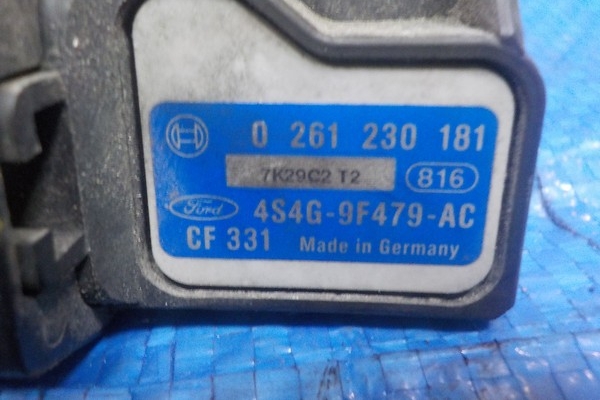 0 261 230 181
7K29C2 T2
816
Ford 4S4G-9F479-AC
CF 331 Made in Germany